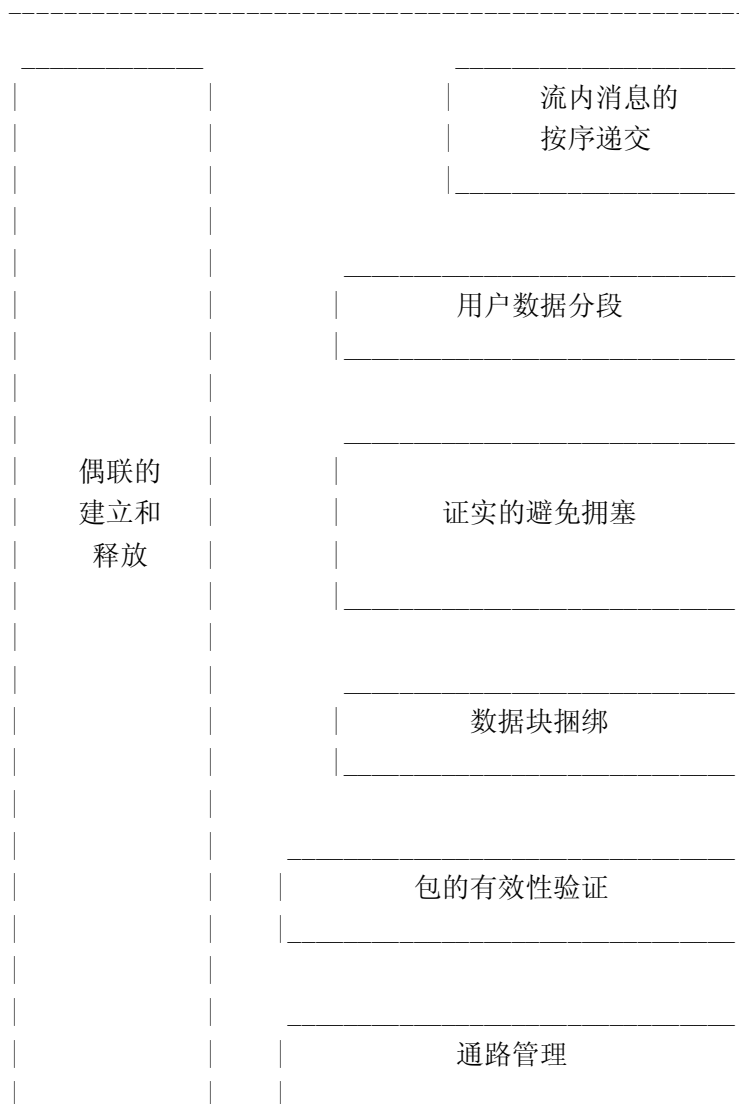 流内消息的
按序递交
用户数据分段
偶联的
建立和
释放
证实的避免拥塞
数据块捆绑
包的有效性验证
通路管理